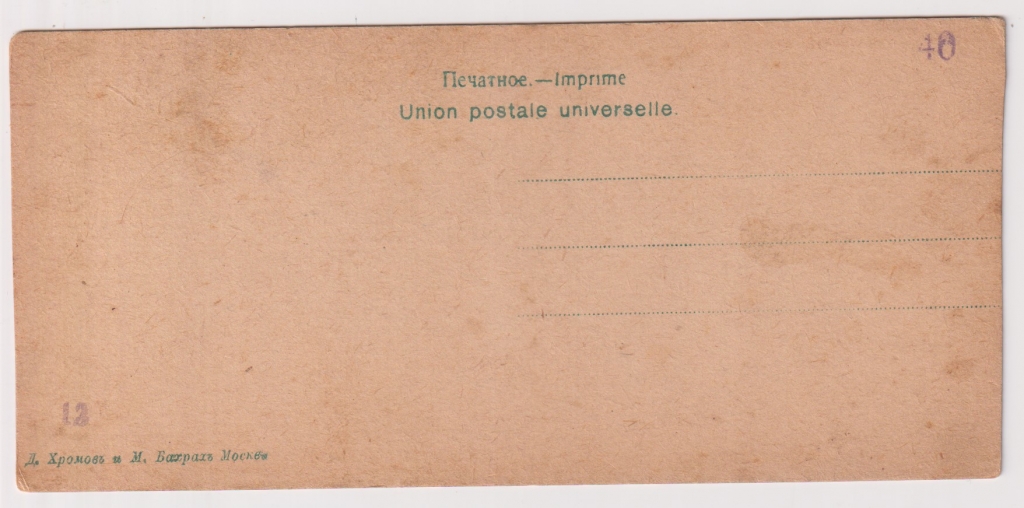 40
Печатное.—Imprime
Union postale universelle.
12
Д. Хромовъ и М. Бахрахъ Москва